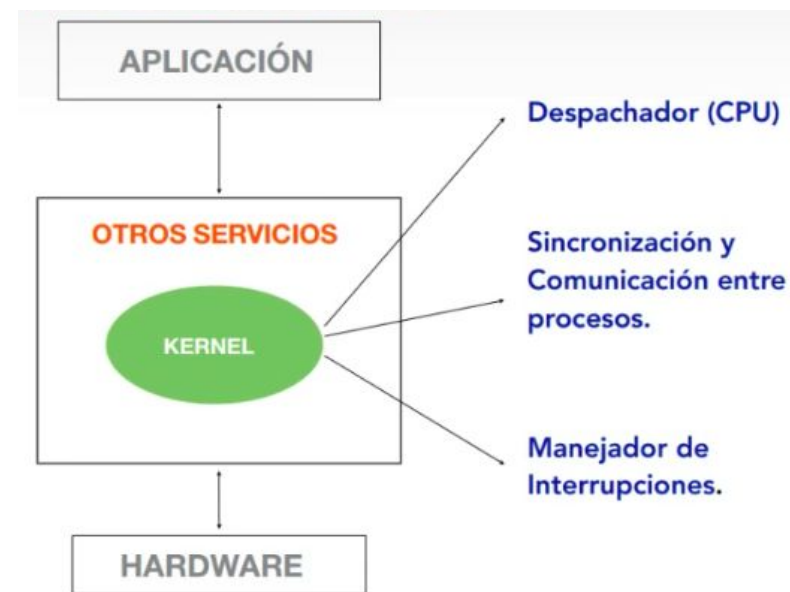 APLICACIÓN
OTROS SERVICIOS
KERNEL
HARDWARE
Despachador (CPU)
Sincronización y
Comunicación entre
procesos.
Manejador de
Interrupciones.